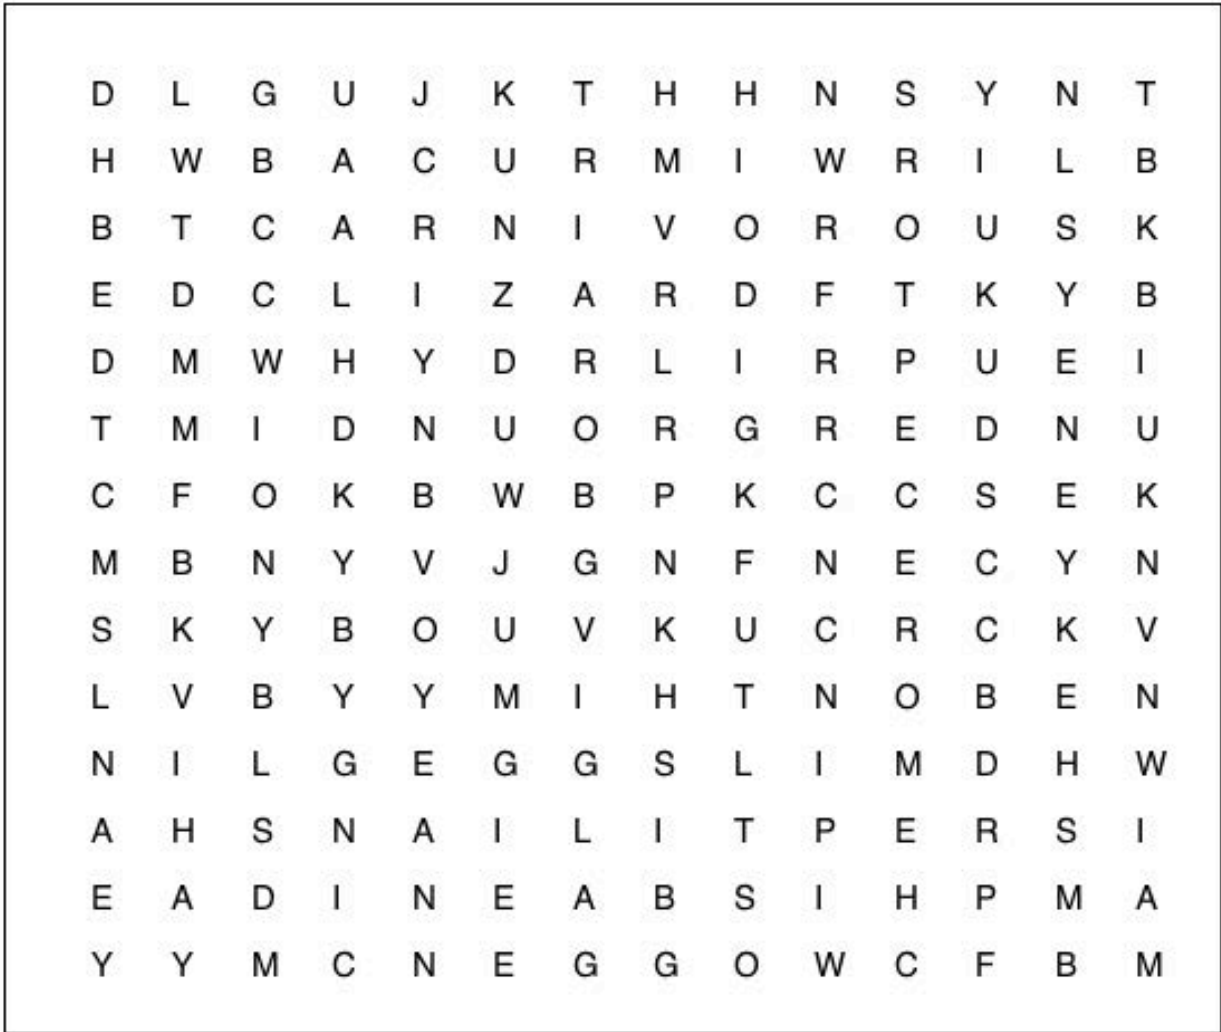 D L G U J K T H H N S Y N T
H W B A C U R M I W R I L B
B T C A R N I V O R O U S K
E D C L I Z A R D F T K Y B
D M W H Y D R L I R P U E I
T M I D N U O R G R E D N U
C F O K B W B P K C C S E K
M B N Y V J G N F N E C Y N
S K Y B O U V K U C R C K V
L V B Y Y M I H T N O B E N
N I L G E G G S L I M D H W
A H S N A I L I T P E R S I
E A D I N E A B S I H P M A
Y Y M C N E G G O W C F B M